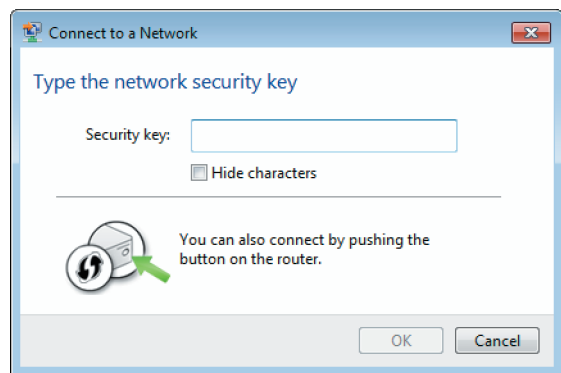 Connect to a Network
Type the network security key
Security key:
Hide characters
You can also connect by pushing the
button on the router.
OK
Cancel